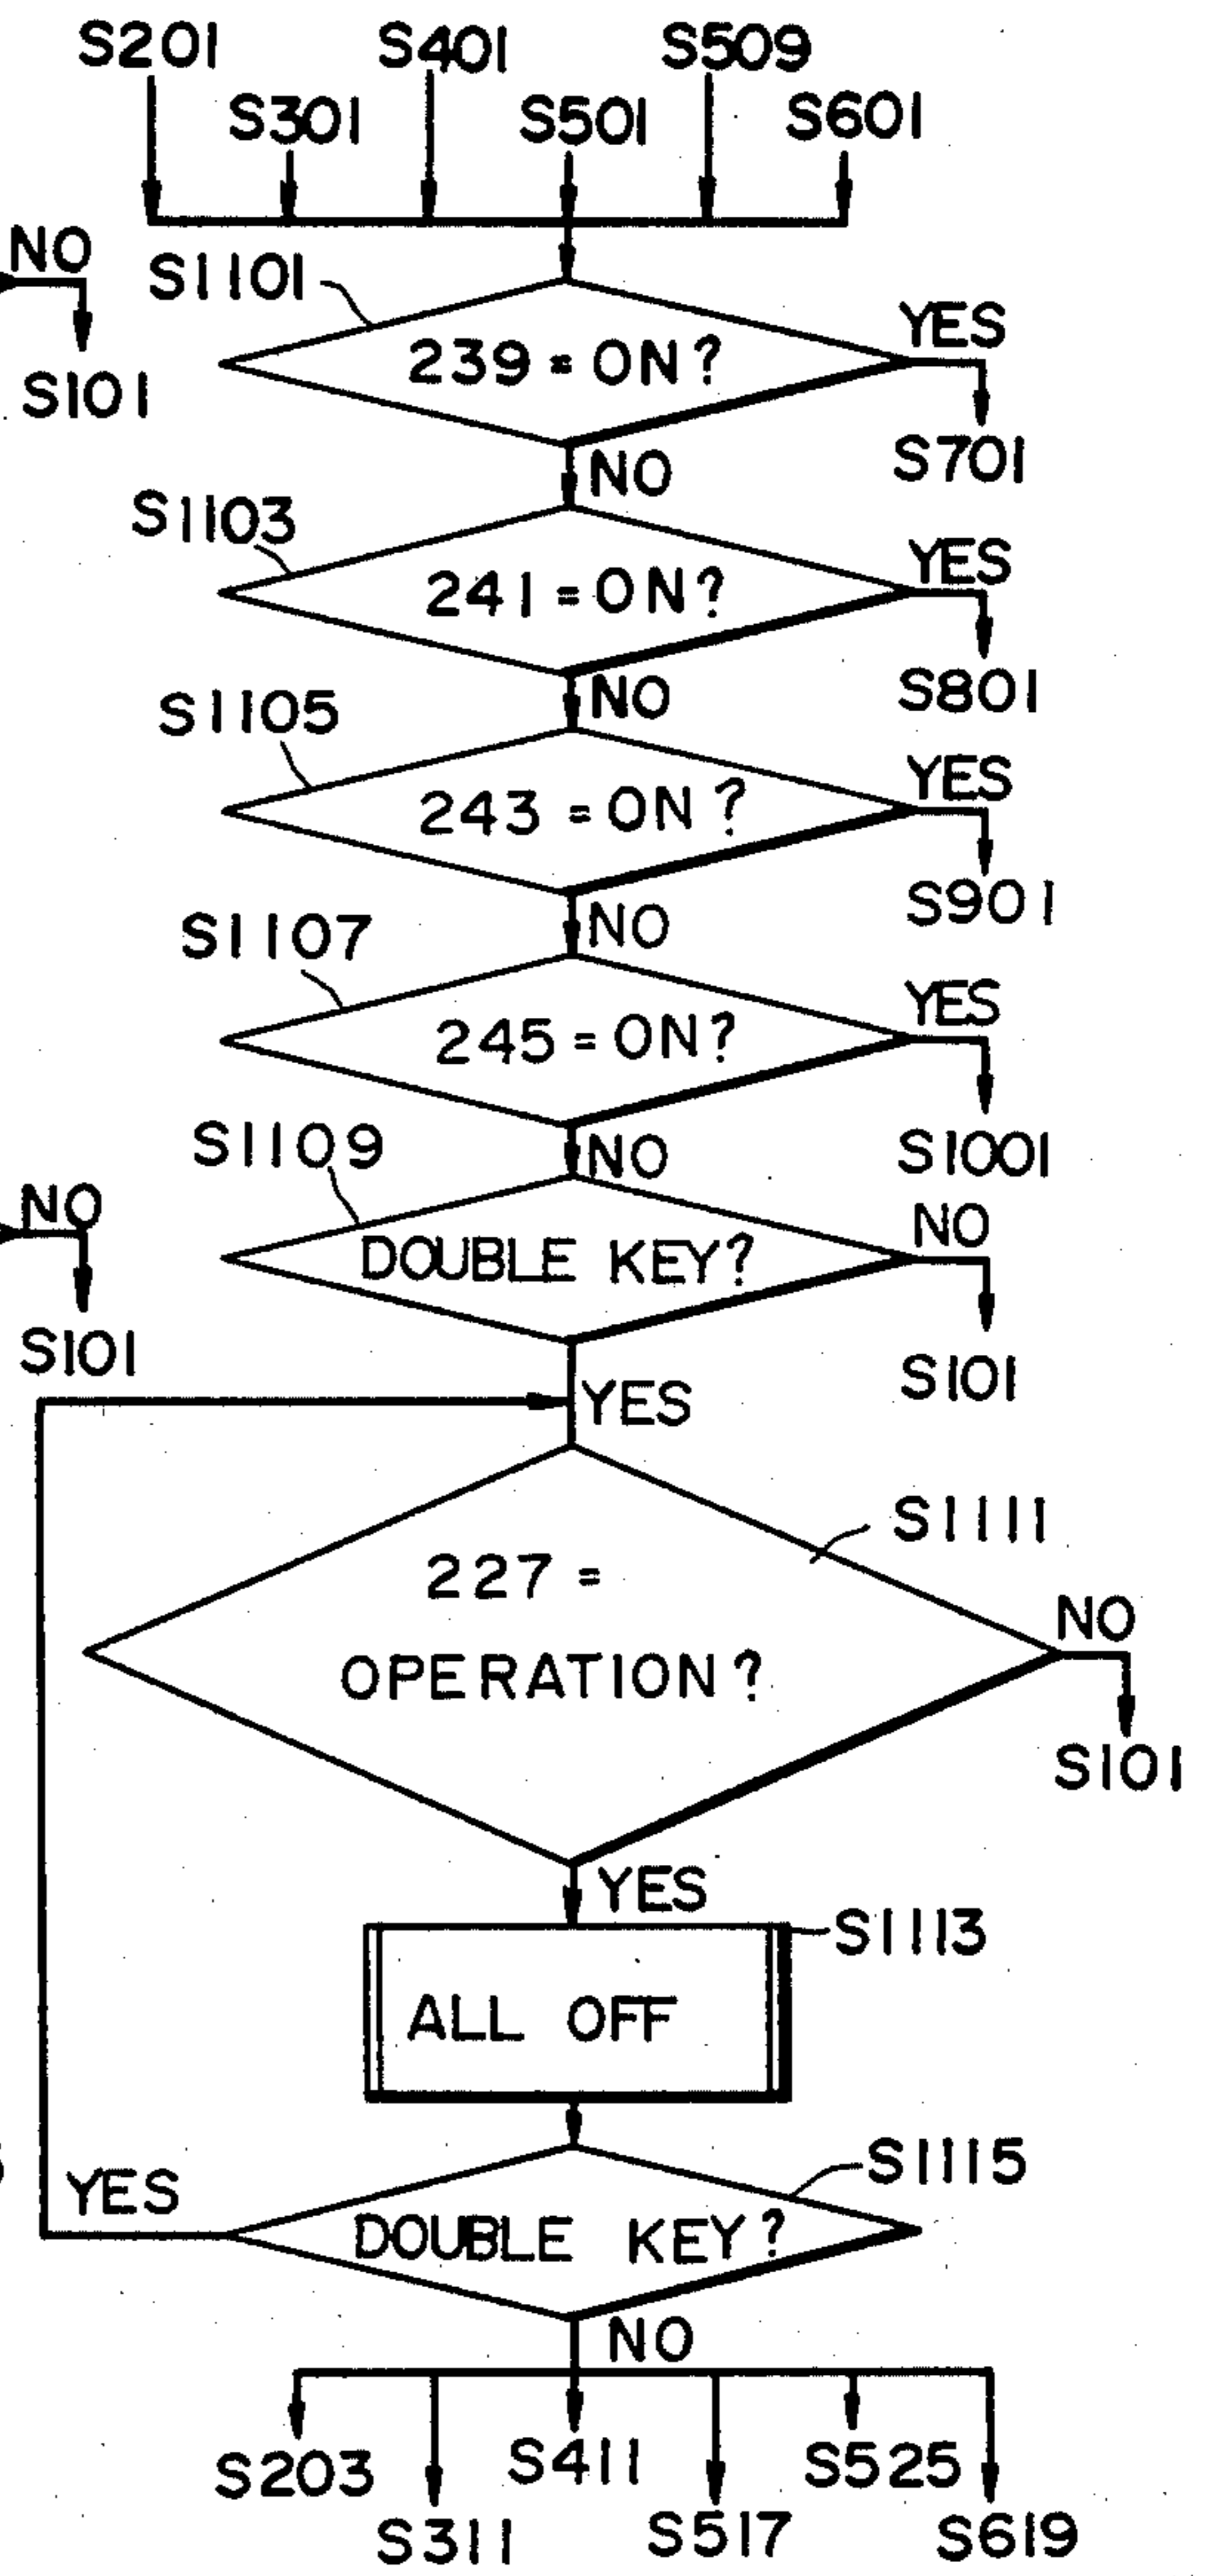 S201
S401
S509
S301
S501
S601
NO
S101
S1101
239 = ON?
YES
S701
NO
S1103
241 = ON?
YES
S801
NO
S1105
243 = ON?
YES
S901
NO
S1107
245 = ON?
YES
S1001
NO
S1109
DOUBLE KEY?
NO
S101
NO
S101
YES
S1111
227 =
OPERATION?
NO
S101
YES
S1113
ALL OFF
S1115
YES
DOUBLE KEY?
NO
S203
S411
S525
S311
S517
S619